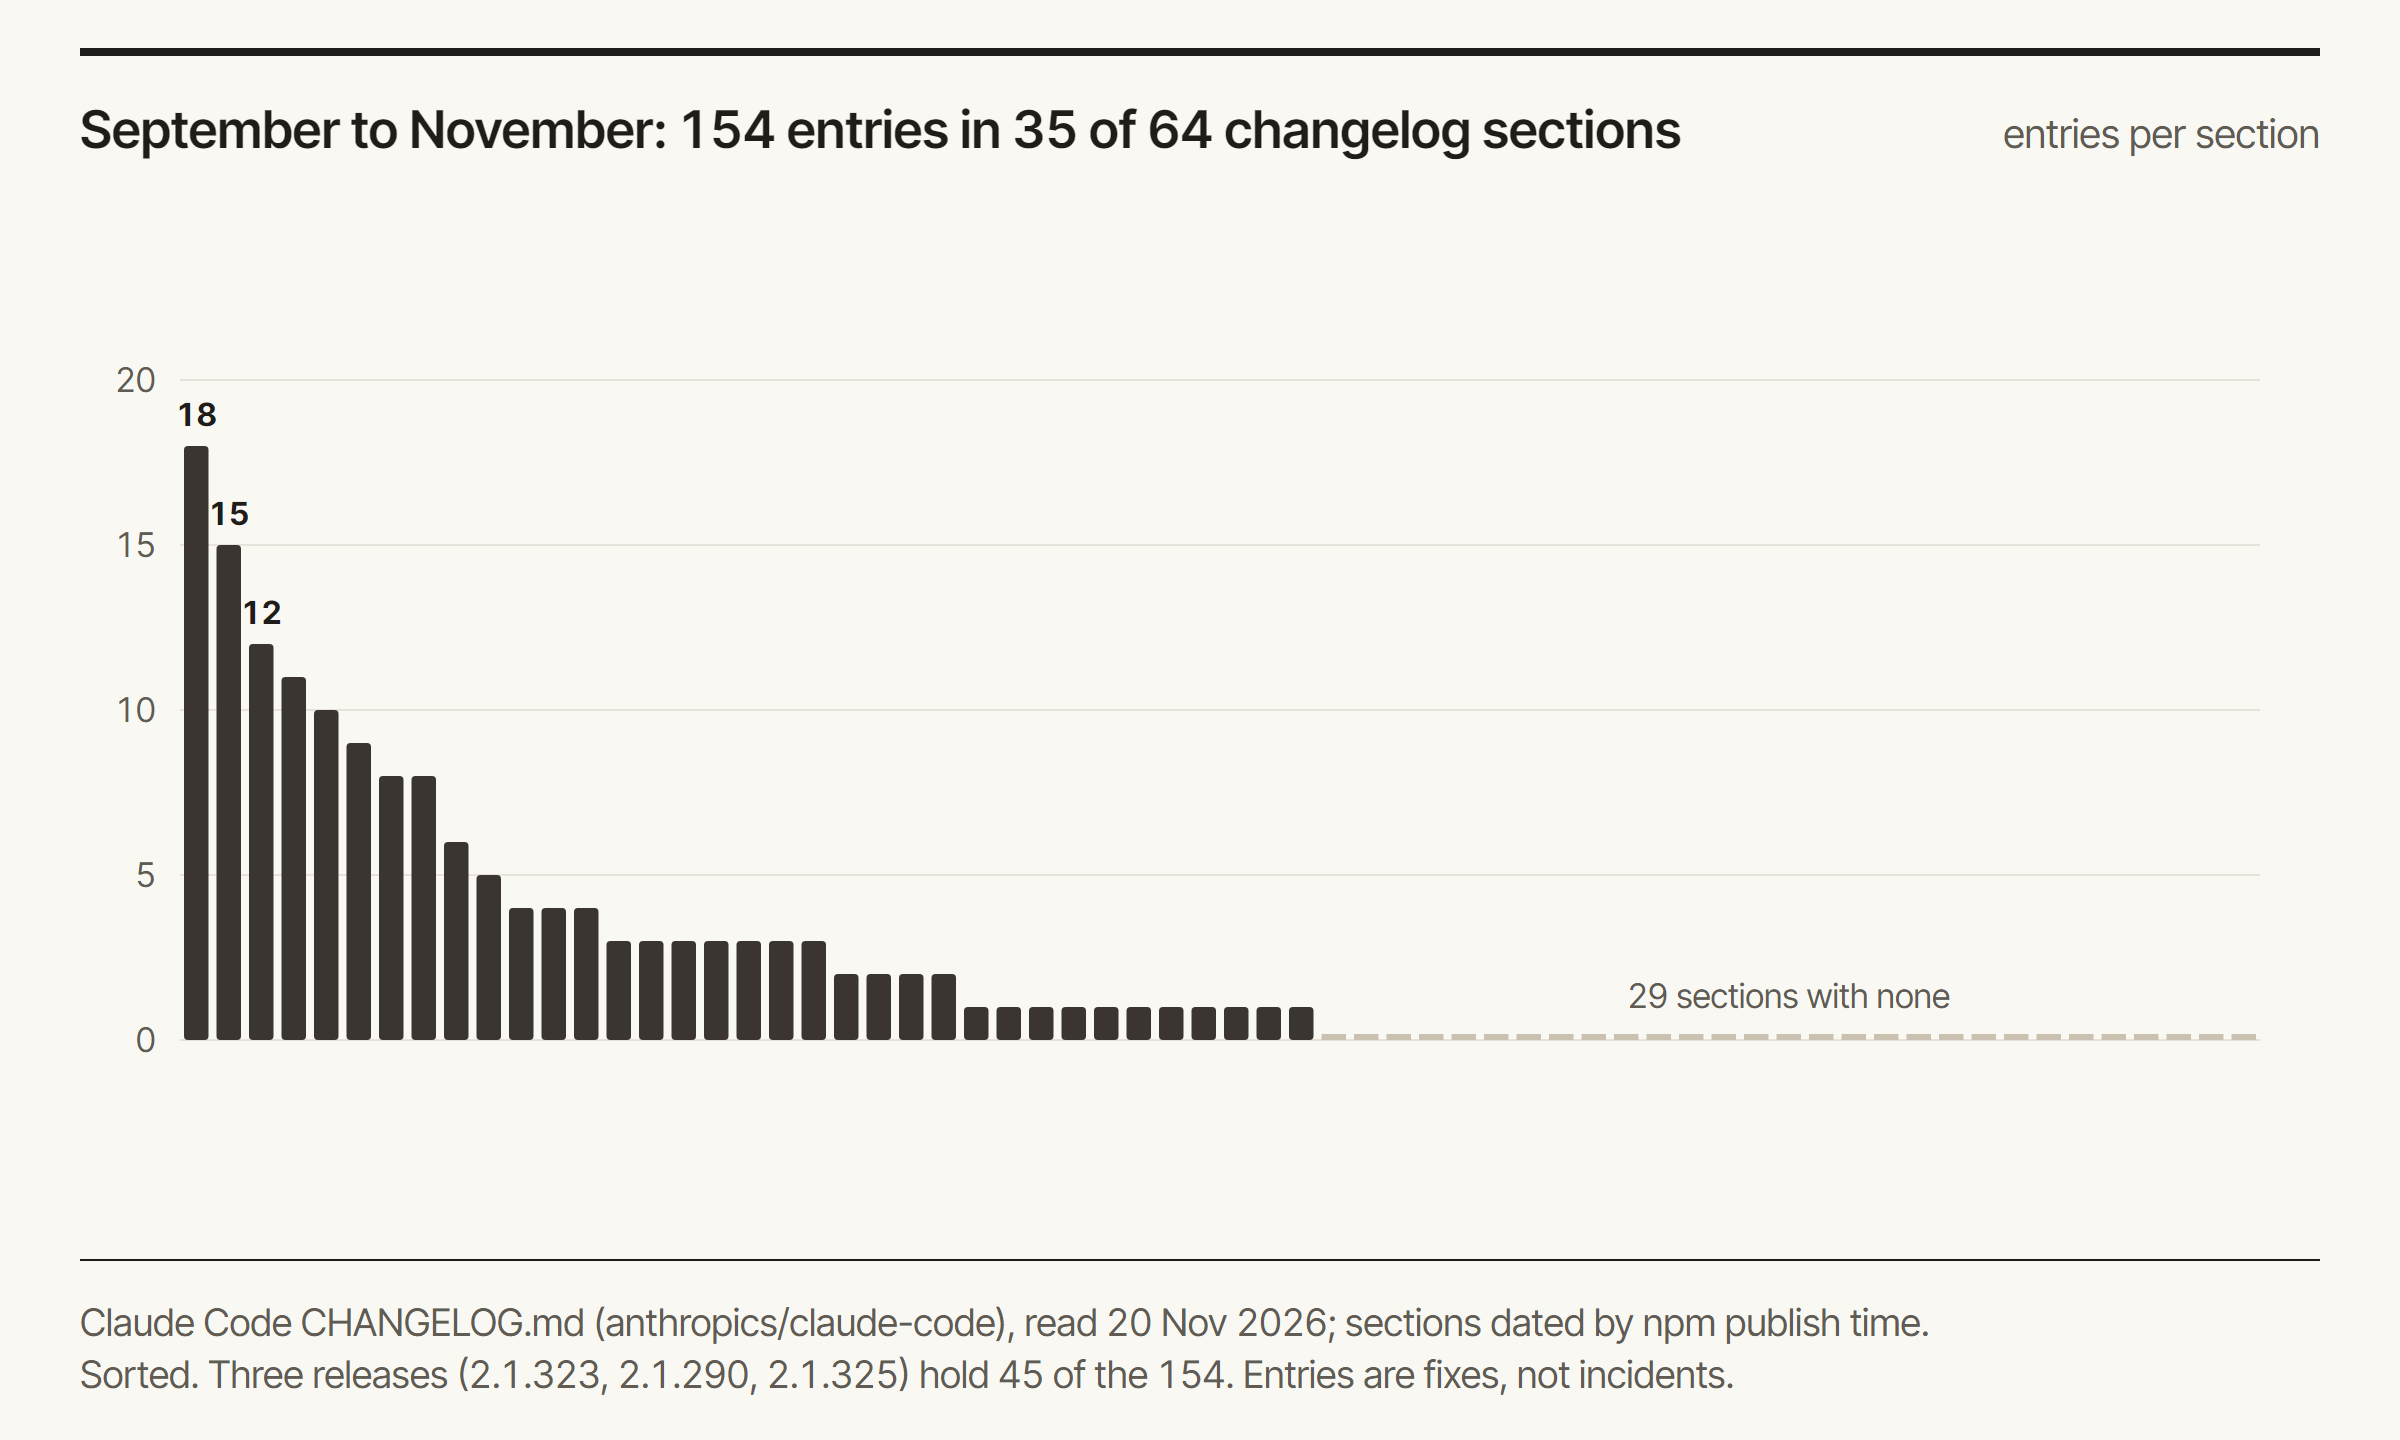 September to November: 154 entries in 35 of 64 changelog sections
entries per section
20
18
15
15
12
10
5
29 sections with none
0
Claude Code CHANGELOG.md (anthropics/claude-code), read 20 Nov 2026; sections dated by npm publish time.
Sorted. Three releases (2.1.323, 2.1.290, 2.1.325) hold 45 of the 154. Entries are fixes, not incidents.